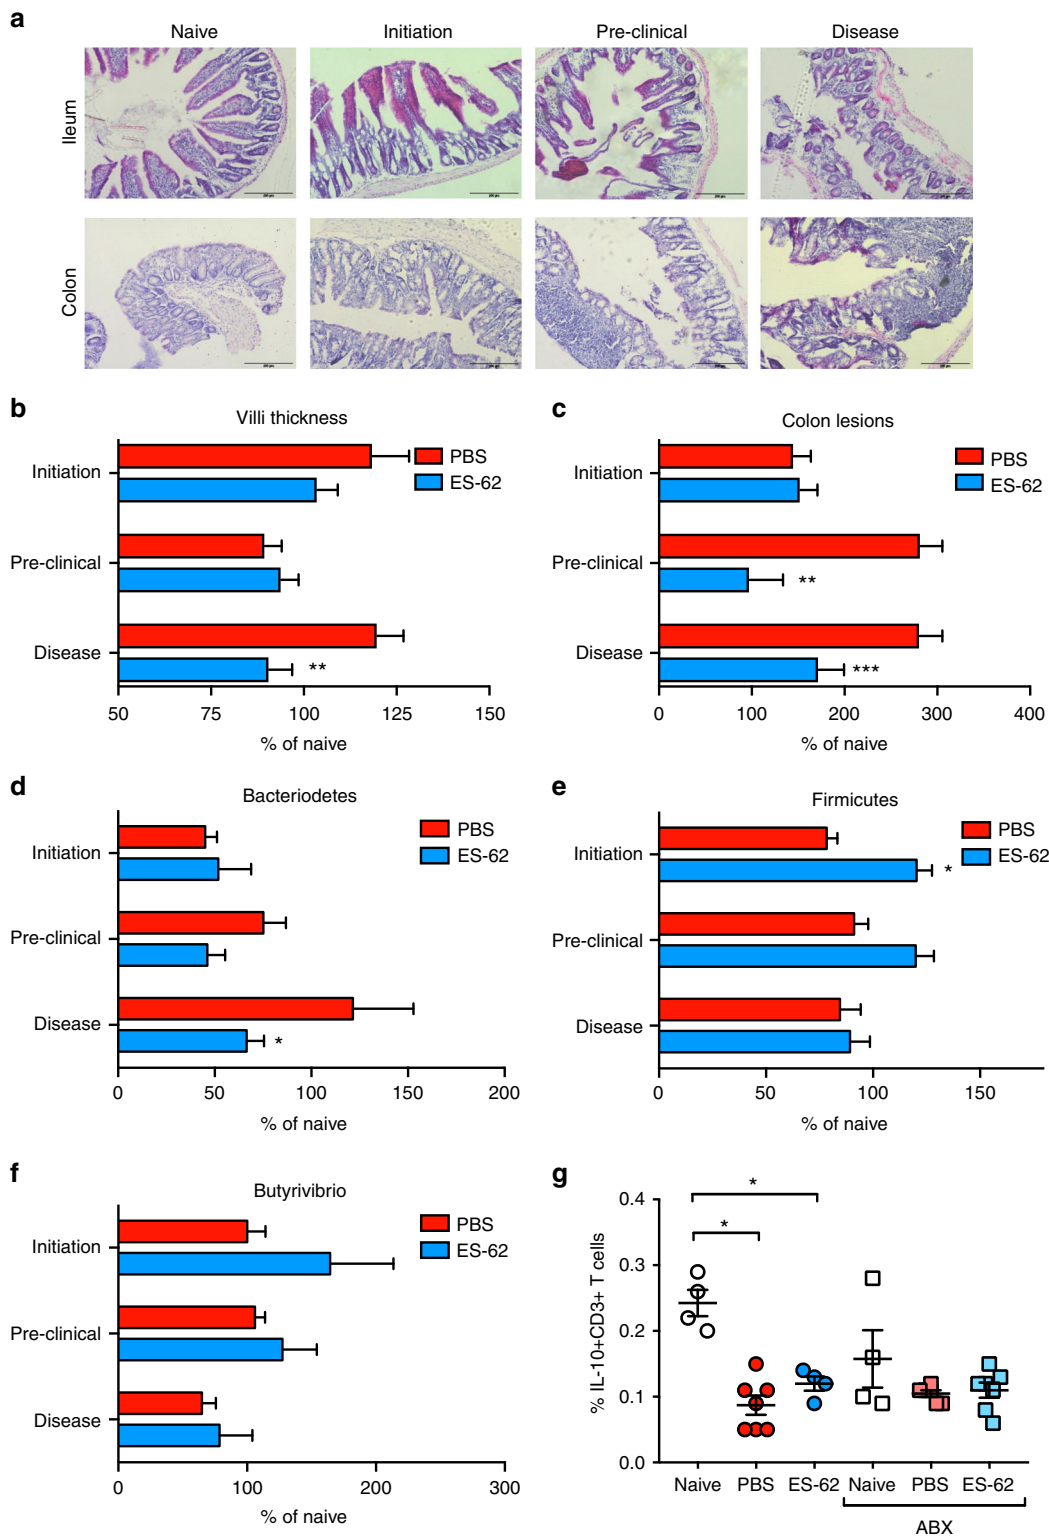 a
Naive Initiation Pre-clinical Disease
Ileum
Colon
b
Villi thickness
PBS
ES-62
Initiation
Pre-clinical
Disease
**
50 75 100 125 150
% of naive
c
Colon lesions
PBS
ES-62
Initiation
Pre-clinical
**
Disease
***
0 100 200 300 400
% of naive
d
Bacteriodetes
PBS
ES-62
Initiation
Pre-clinical
Disease
*
0 50 100 150 200
% of naive
e
Firmicutes
PBS
ES-62
Initiation
*
Pre-clinical
Disease
0 50 100 150
% of naive
f
Butyrivibrio
PBS
ES-62
Initiation
Pre-clinical
Disease
0 100 200 300
% of naive
g
% IL-10+CD3+ T cells
0.4
0.3
0.2
0.1
0.0
*
*
Naive PBS ES-62 Naive PBS ES-62
ABX